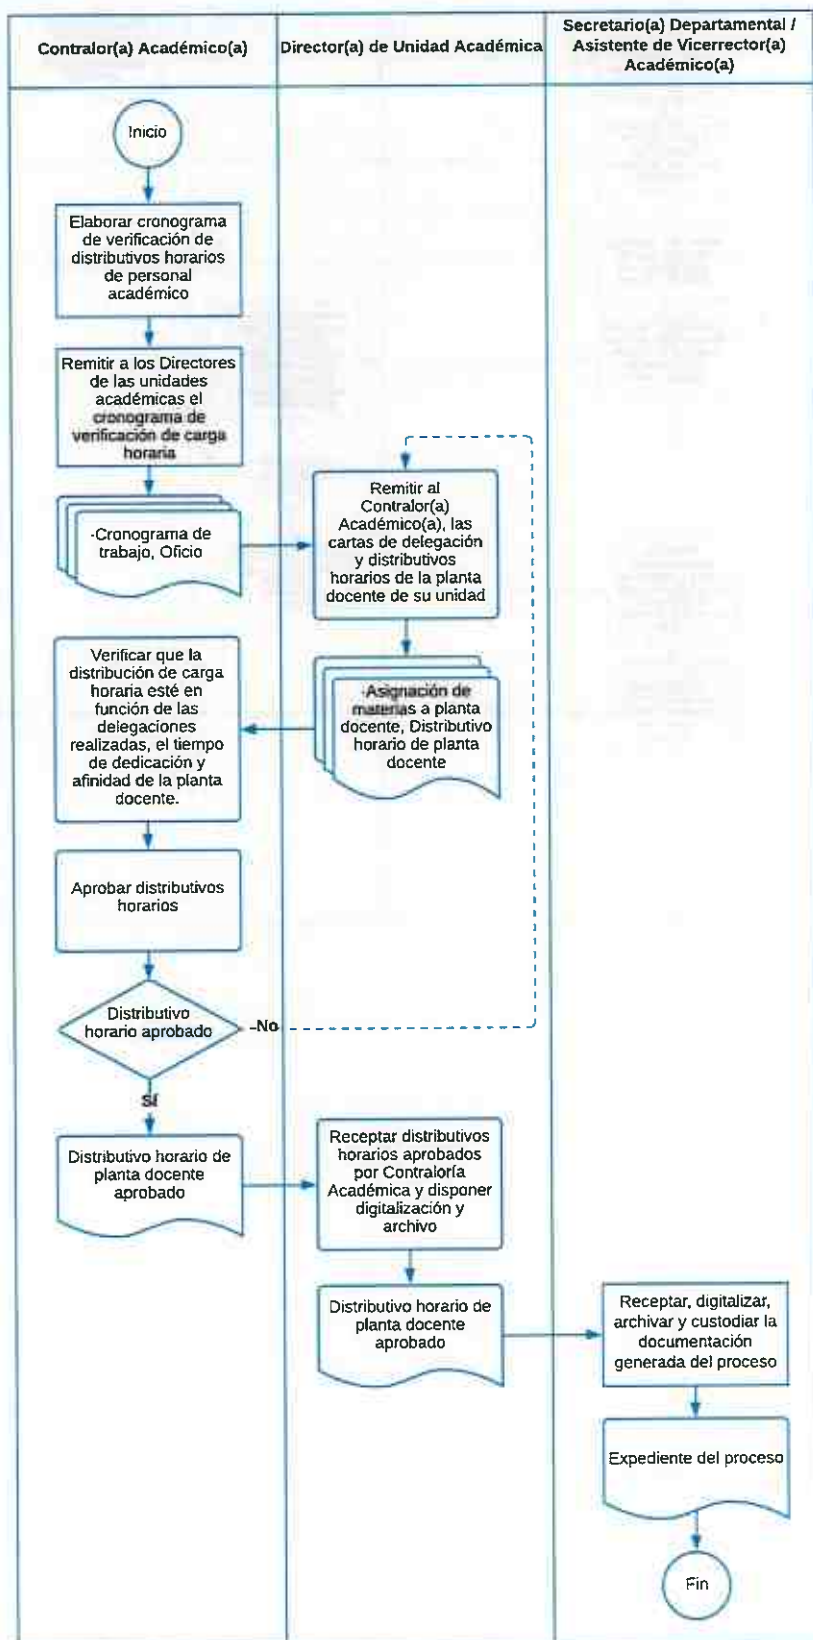 Contralor(a) Académico(a)
Director(a) de Unidad Académica
Secretario(a) Departamental /
Asistente de Vicerrector(a)
Académico(a)
Inicio
Elaborar cronograma
de verificación de
distributivos horarios
de personal
académico
Remitir a los Directores
de las unidades
académicas el
cronograma de
verificación de carga
horaria
-Cronograma de
trabajo, Oficio
Remitir al
Contralor(a)
Académico(a), las
cartas de delegación
y distributivos
horarios de la planta
docente de su unidad
-Asignación de
materias a planta
docente, Distributivo
horario de planta
docente
Verificar que la
distribución de carga
horaria esté en
función de las
delegaciones
realizadas, el tiempo
de dedicación y
afinidad de la planta
docente.
Aprobar distributivos
horarios
Distributivo
horario aprobado
No
Sí
Distributivo horario de
planta docente
aprobado
Receptar distributivos
horarios aprobados
por Contraloría
Académica y disponer
digitalización y
archivo
Distributivo horario de
planta docente
aprobado
Receptar, digitalizar,
archivar y custodiar la
documentación
generada del proceso
Expediente del proceso
Fin